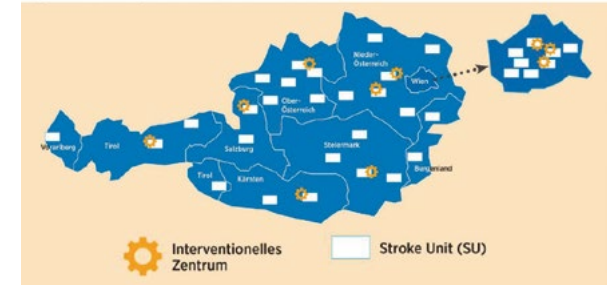 Nieder-
Österreich
Wien
Ober-
Österreich
Vorarlberg
Tirol
Salzburg
Steiermark
Burgenland
Tirol
Kärnten
Interventionelles
Zentrum
Stroke Unit (SU)